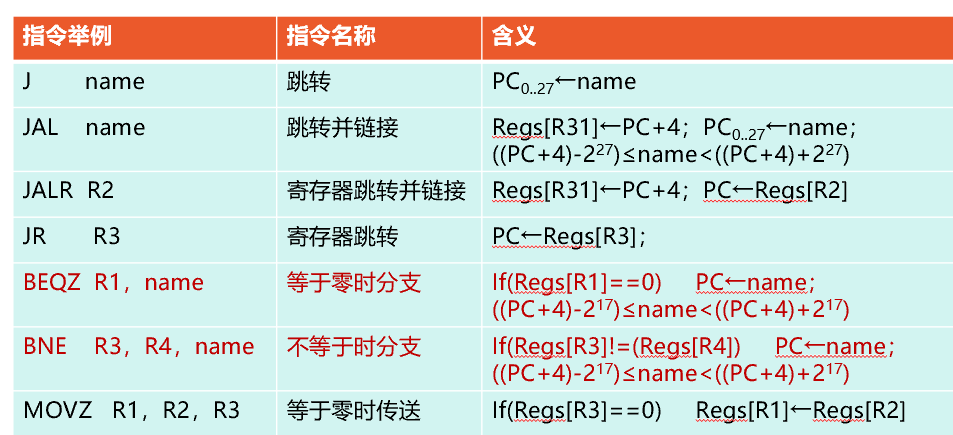 指令举例 指令名称 含义
J name 跳转 PC0..27←name
JAL name 跳转并链接 Regs[R31]←PC+4；PC0..27←name；
((PC+4)-2^27)≤name<((PC+4)+2^27)
JALR R2 寄存器跳转并链接 Regs[R31]←PC+4；PC←Regs[R2]
JR R3 寄存器跳转 PC←Regs[R3]；
BEQZ R1，name 等于零时分支 If(Regs[R1]==0) PC←name；
((PC+4)-2^17)≤name<((PC+4)+2^17)
BNE R3，R4，name 不等于时分支 If(Regs[R3]!=(Regs[R4]) PC←name；
((PC+4)-2^17)≤name<((PC+4)+2^17)
MOVZ R1，R2，R3 等于零时传送 If(Regs[R3]==0) Regs[R1]←Regs[R2]